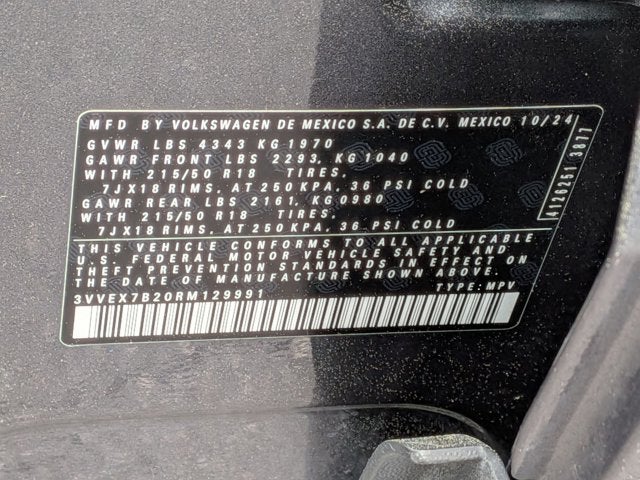 MFD BY VOLKSWAGEN DE MEXICO S.A. DE C.V. MEXICO 10/24
GVWR LBS 4343 KG 1970
GAWR FRONT LBS 2293, KG 1040
WITH 215/50 R18 TIRES,
7JX18 RIMS, AT 250 KPA, 36 PSI COLD
GAWR REAR LBS 2161, KG0980
WITH 215/50 R18 TIRES,
7JX18 RIMS, AT 250 KPA, 36 PSI COLD
THIS VEHICLE CONFORMS TO ALL APPLICABLE
U.S. FEDERAL MOTOR VEHICLE SAFETY AND
THEFT PREVENTION STANDARDS IN EFFECT ON
THE DATE OF MANUFACTURE SHOWN ABOVE.
3VVEX7B20RM129991 TYPE: MPV
4126251 3877